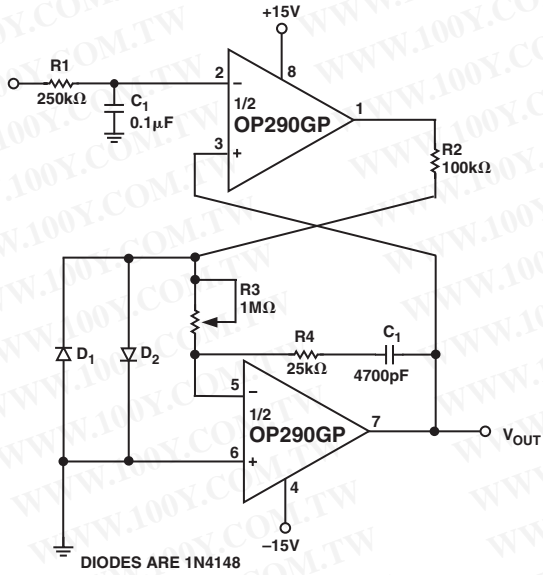 +15V
R1
250kΩ
C1
0.1µF
2
−
8
1/2
OP290GP
1
3
+
R2
100kΩ
R3
1MΩ
D1
D2
R4
25kΩ
C1
4700pF
5
−
1/2
OP290GP
7
6
+
4
VOUT
−15V
DIODES ARE 1N4148
WWW.100Y.COM.TW